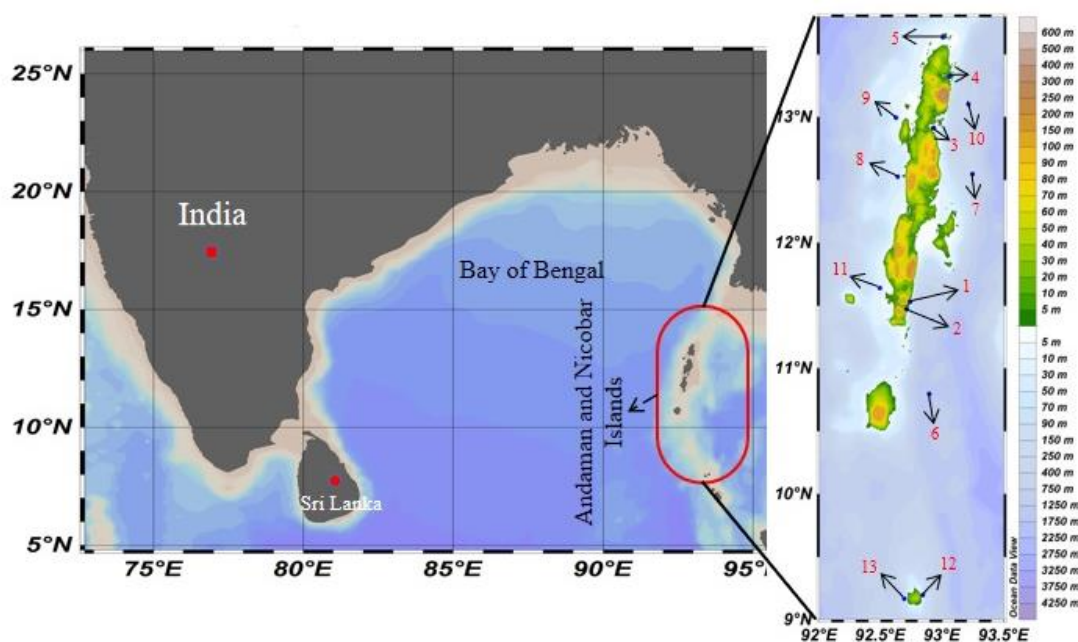 25°N
20°N
15°N
10°N
5°N
75°E
80°E
85°E
90°E
95°E
India
Sri Lanka
Bay of Bengal
Andaman and Nicobar
Islands
13°N
12°N
11°N
10°N
9°N
92°E
92.5°E
93°E
93.5°E
5
4
9
10
3
8
7
11
1
2
6
13
12
600 m
500 m
400 m
300 m
250 m
200 m
150 m
100 m
90 m
80 m
70 m
60 m
50 m
40 m
30 m
20 m
10 m
5 m
5 m
10 m
30 m
50 m
70 m
90 m
150 m
250 m
400 m
750 m
1250 m
1750 m
2250 m
2750 m
3250 m
3750 m
4250 m
Ocean Data View